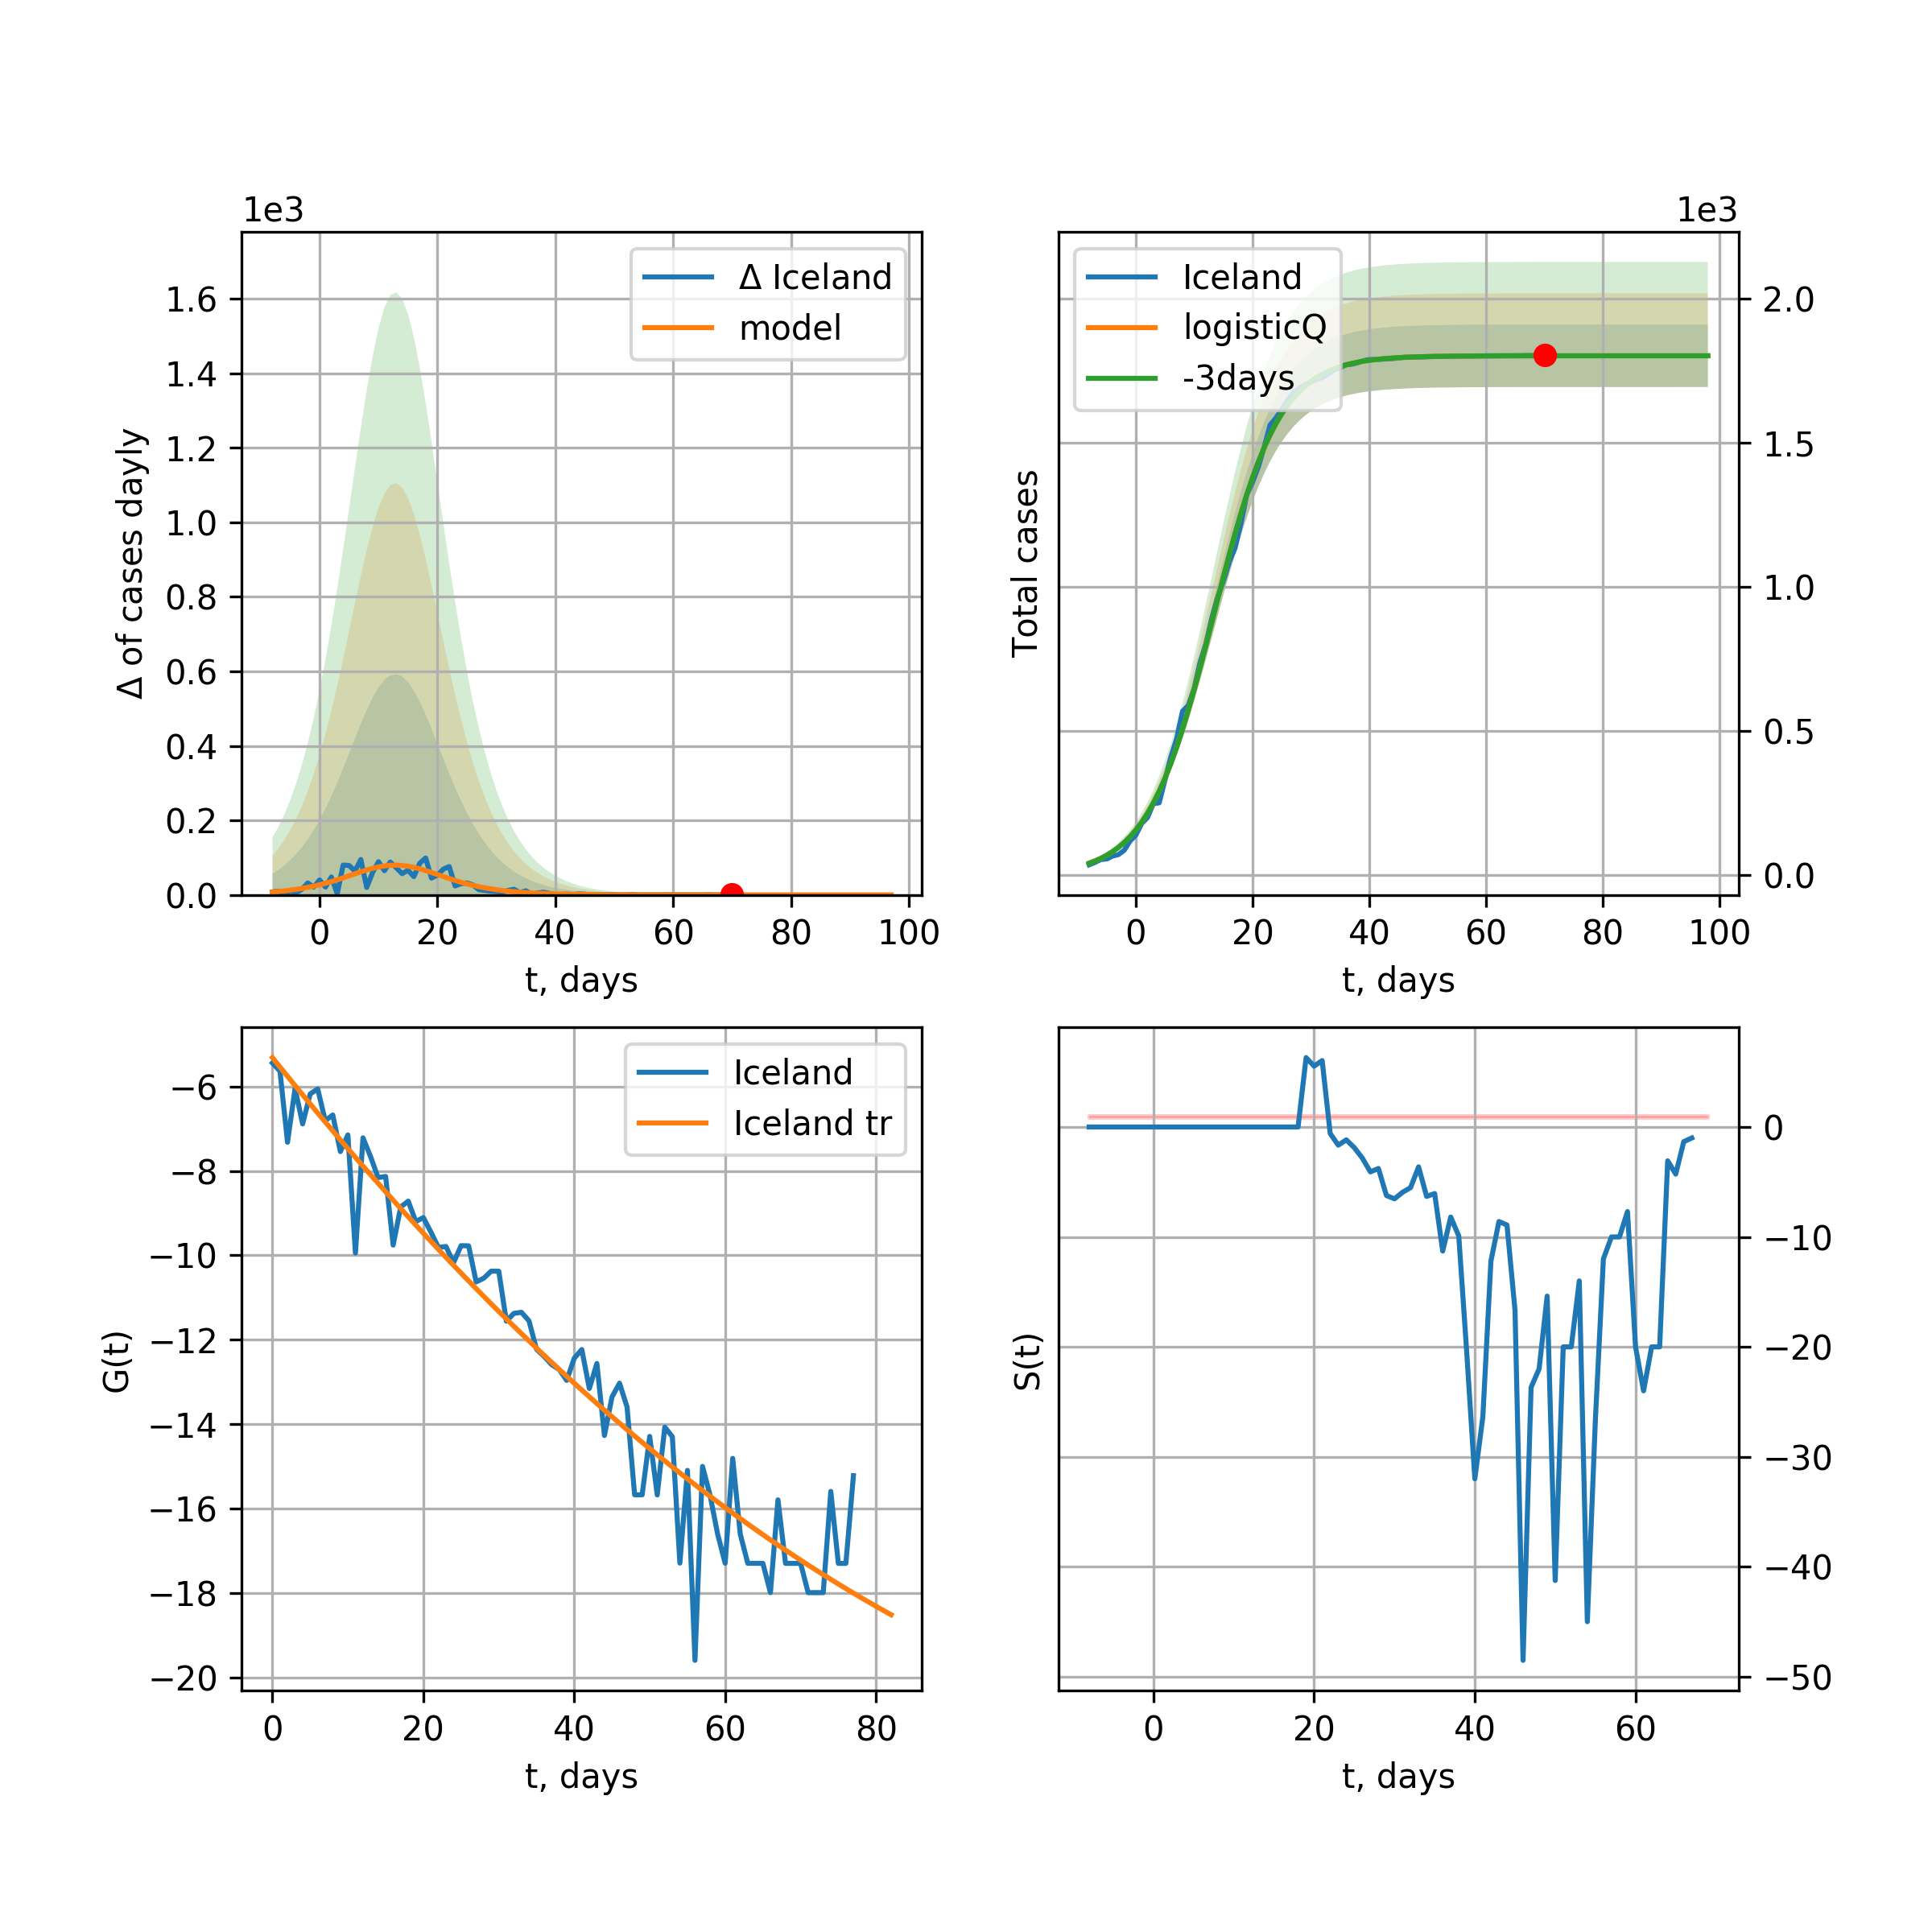 1e3
Δ of cases dayly
1.6
1.4
1.2
1.0
0.8
0.6
0.4
0.2
0.0
Δ Iceland
model
0 20 40 60 80 100
t, days
1e3
Total cases
Iceland
logisticQ
-3days
2.0
1.5
1.0
0.5
0.0
0 20 40 60 80 100
t, days
G(t)
−6
−8
−10
−12
−14
−16
−18
−20
Iceland
Iceland tr
0 20 40 60 80
t, days
S(t)
0
−10
−20
−30
−40
−50
0 20 40 60
t, days